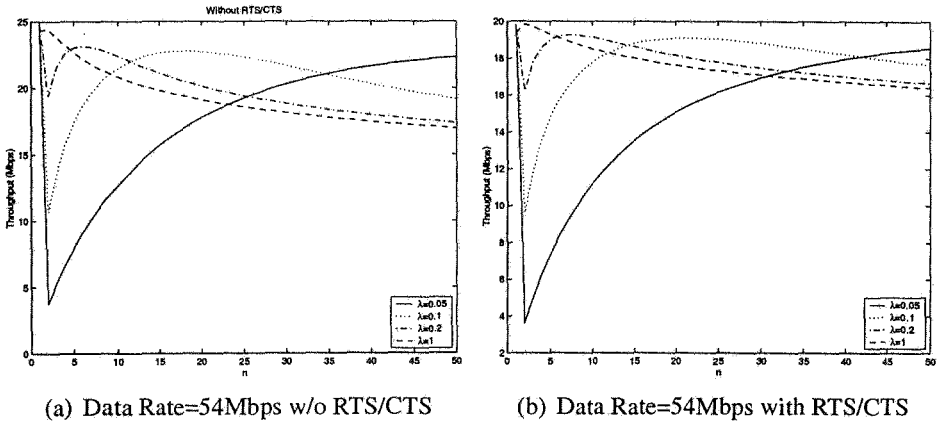 Without RTS/CTS
Throughput (Mbps)
25
20
15
10
5
0
0
5
10
15
20
25
30
35
40
45
50
n
λ=0.05
λ=0.1
λ=0.2
λ=1
(a) Data Rate=54Mbps w/o RTS/CTS
Throughput (Mbps)
20
18
16
14
12
10
8
6
4
2
0
5
10
15
20
25
30
35
40
45
50
n
λ=0.05
λ=0.1
λ=0.2
λ=1
(b) Data Rate=54Mbps with RTS/CTS